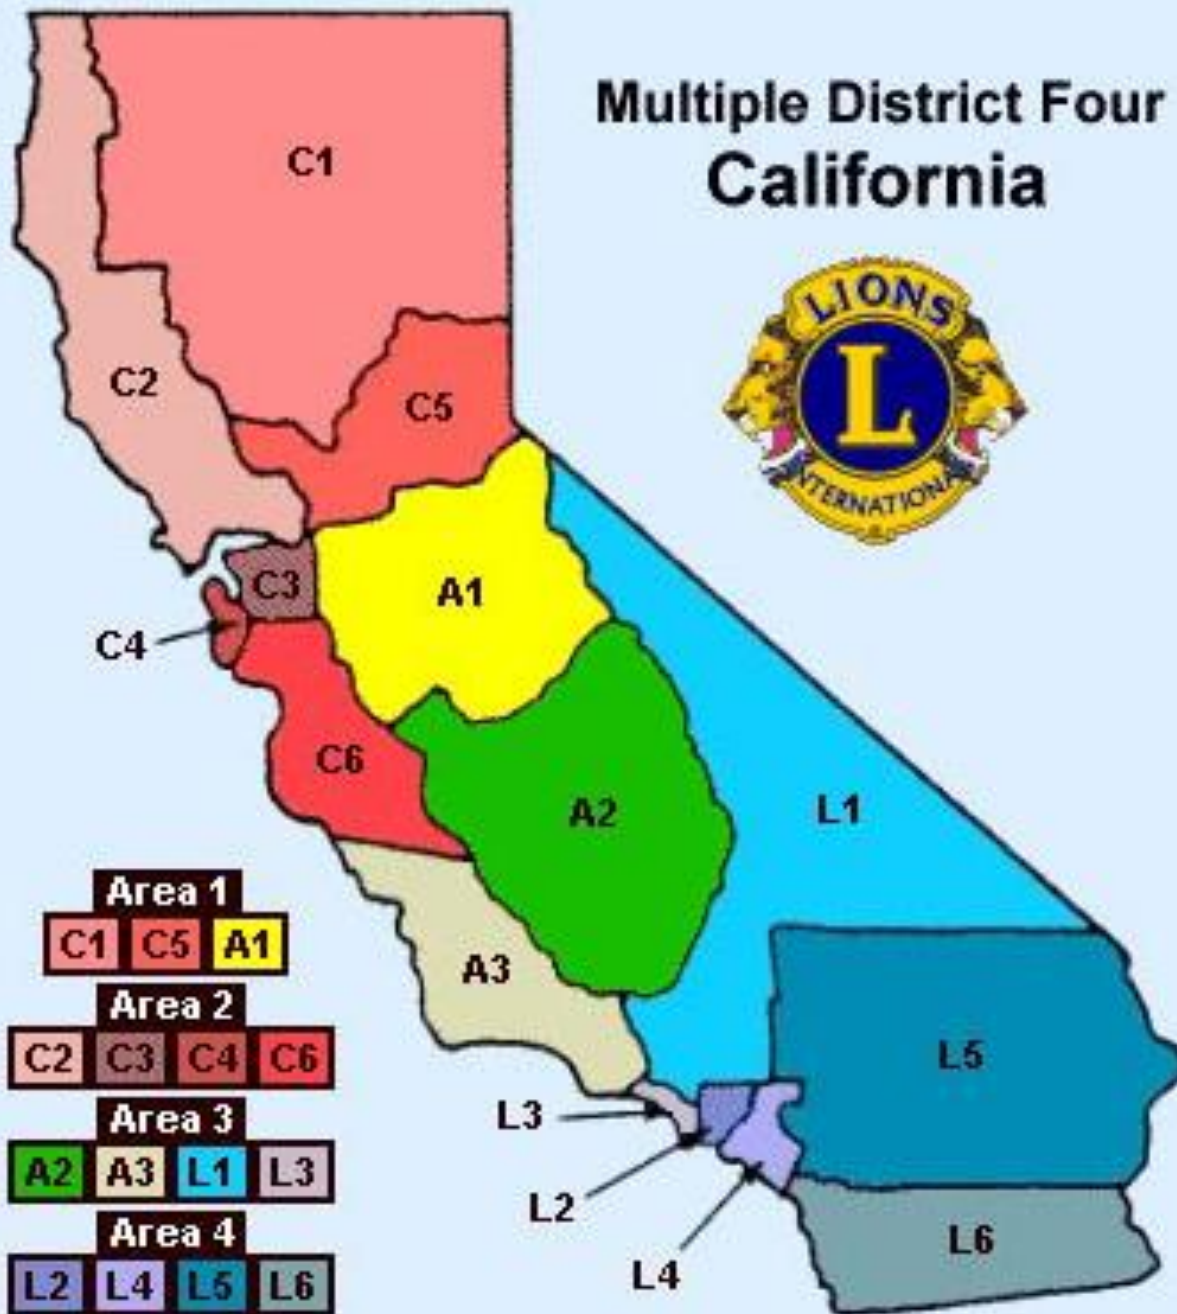 Multiple District Four
California
LIONS
L
INTERNATIONAL
C1
C2
C5
C3
A1
C4
C6
A2
L1
A3
L5
L3
L2
L4
L6
Area 1
C1 C5 A1
Area 2
C2 C3 C4 C6
Area 3
A2 A3 L1 L3
Area 4
L2 L4 L5 L6